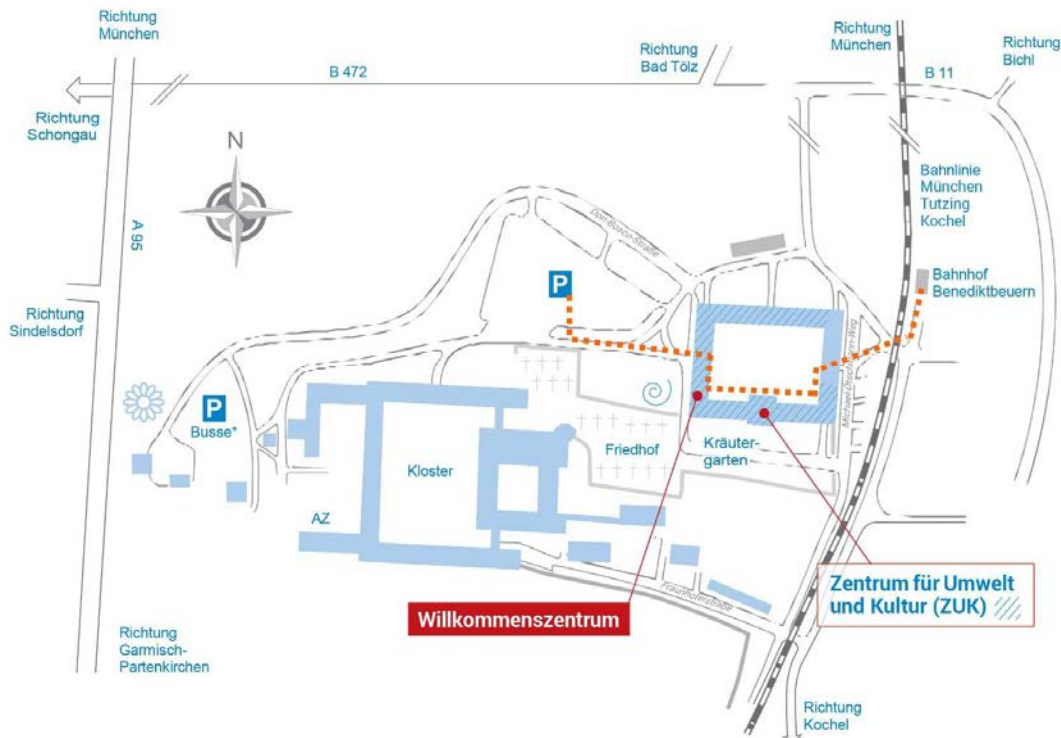 Richtung
München
Richtung
Bad Tölz
Richtung
München
Richtung
Bichl
B 472
B 11
Richtung
Schongau
N
Bahnlinie
München
Tutzing
Kochel
A 95
Don-Bosco-Straße
P
Bahnhof
Benediktbeuern
Richtung
Sindelsdorf
Michael-Ötschmann-Weg
P
Busse*
Kloster
Friedhof
Kräuter-
garten
AZ
Fraunhoferstraße
Willkommenszentrum
Zentrum für Umwelt
und Kultur (ZUK)
Richtung
Garmisch-
Partenkirchen
Richtung
Kochel